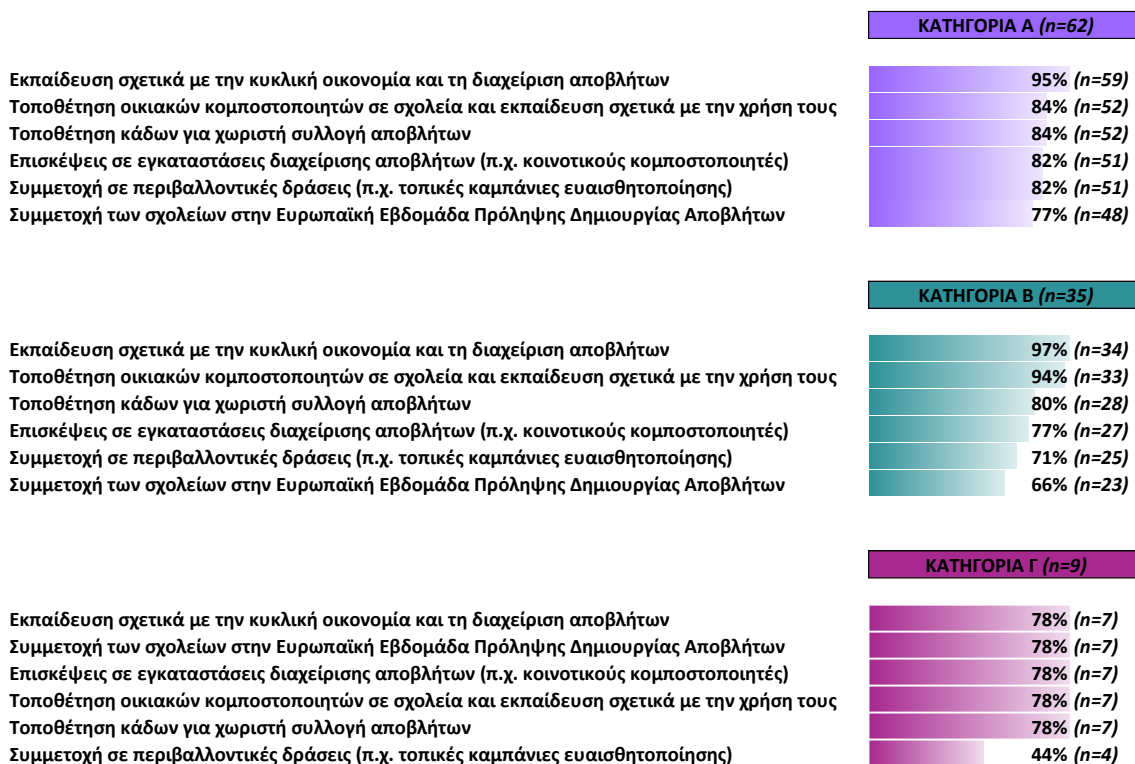 ΚΑΤΗΓΟΡΙΑ Α (n=62)
Εκπαίδευση σχετικά με την κυκλική οικονομία και τη διαχείριση αποβλήτων 95% (n=59)
Τοποθέτηση οικιακών κομποστοποιητών σε σχολεία και εκπαίδευση σχετικά με την χρήση τους 84% (n=52)
Τοποθέτηση κάδων για χωριστή συλλογή αποβλήτων 84% (n=52)
Επισκέψεις σε εγκαταστάσεις διαχείρισης αποβλήτων (π.χ. κοινοτικούς κομποστοποιητές) 82% (n=51)
Συμμετοχή σε περιβαλλοντικές δράσεις (π.χ. τοπικές καμπάνιες ευαισθητοποίησης) 82% (n=51)
Συμμετοχή των σχολείων στην Ευρωπαϊκή Εβδομάδα Πρόληψης Δημιουργίας Αποβλήτων 77% (n=48)
ΚΑΤΗΓΟΡΙΑ Β (n=35)
Εκπαίδευση σχετικά με την κυκλική οικονομία και τη διαχείριση αποβλήτων 97% (n=34)
Τοποθέτηση οικιακών κομποστοποιητών σε σχολεία και εκπαίδευση σχετικά με την χρήση τους 94% (n=33)
Τοποθέτηση κάδων για χωριστή συλλογή αποβλήτων 80% (n=28)
Επισκέψεις σε εγκαταστάσεις διαχείρισης αποβλήτων (π.χ. κοινοτικούς κομποστοποιητές) 77% (n=27)
Συμμετοχή σε περιβαλλοντικές δράσεις (π.χ. τοπικές καμπάνιες ευαισθητοποίησης) 71% (n=25)
Συμμετοχή των σχολείων στην Ευρωπαϊκή Εβδομάδα Πρόληψης Δημιουργίας Αποβλήτων 66% (n=23)
ΚΑΤΗΓΟΡΙΑ Γ (n=9)
Εκπαίδευση σχετικά με την κυκλική οικονομία και τη διαχείριση αποβλήτων 78% (n=7)
Συμμετοχή των σχολείων στην Ευρωπαϊκή Εβδομάδα Πρόληψης Δημιουργίας Αποβλήτων 78% (n=7)
Επισκέψεις σε εγκαταστάσεις διαχείρισης αποβλήτων (π.χ. κοινοτικούς κομποστοποιητές) 78% (n=7)
Τοποθέτηση οικιακών κομποστοποιητών σε σχολεία και εκπαίδευση σχετικά με την χρήση τους 78% (n=7)
Τοποθέτηση κάδων για χωριστή συλλογή αποβλήτων 78% (n=7)
Συμμετοχή σε περιβαλλοντικές δράσεις (π.χ. τοπικές καμπάνιες ευαισθητοποίησης) 44% (n=4)